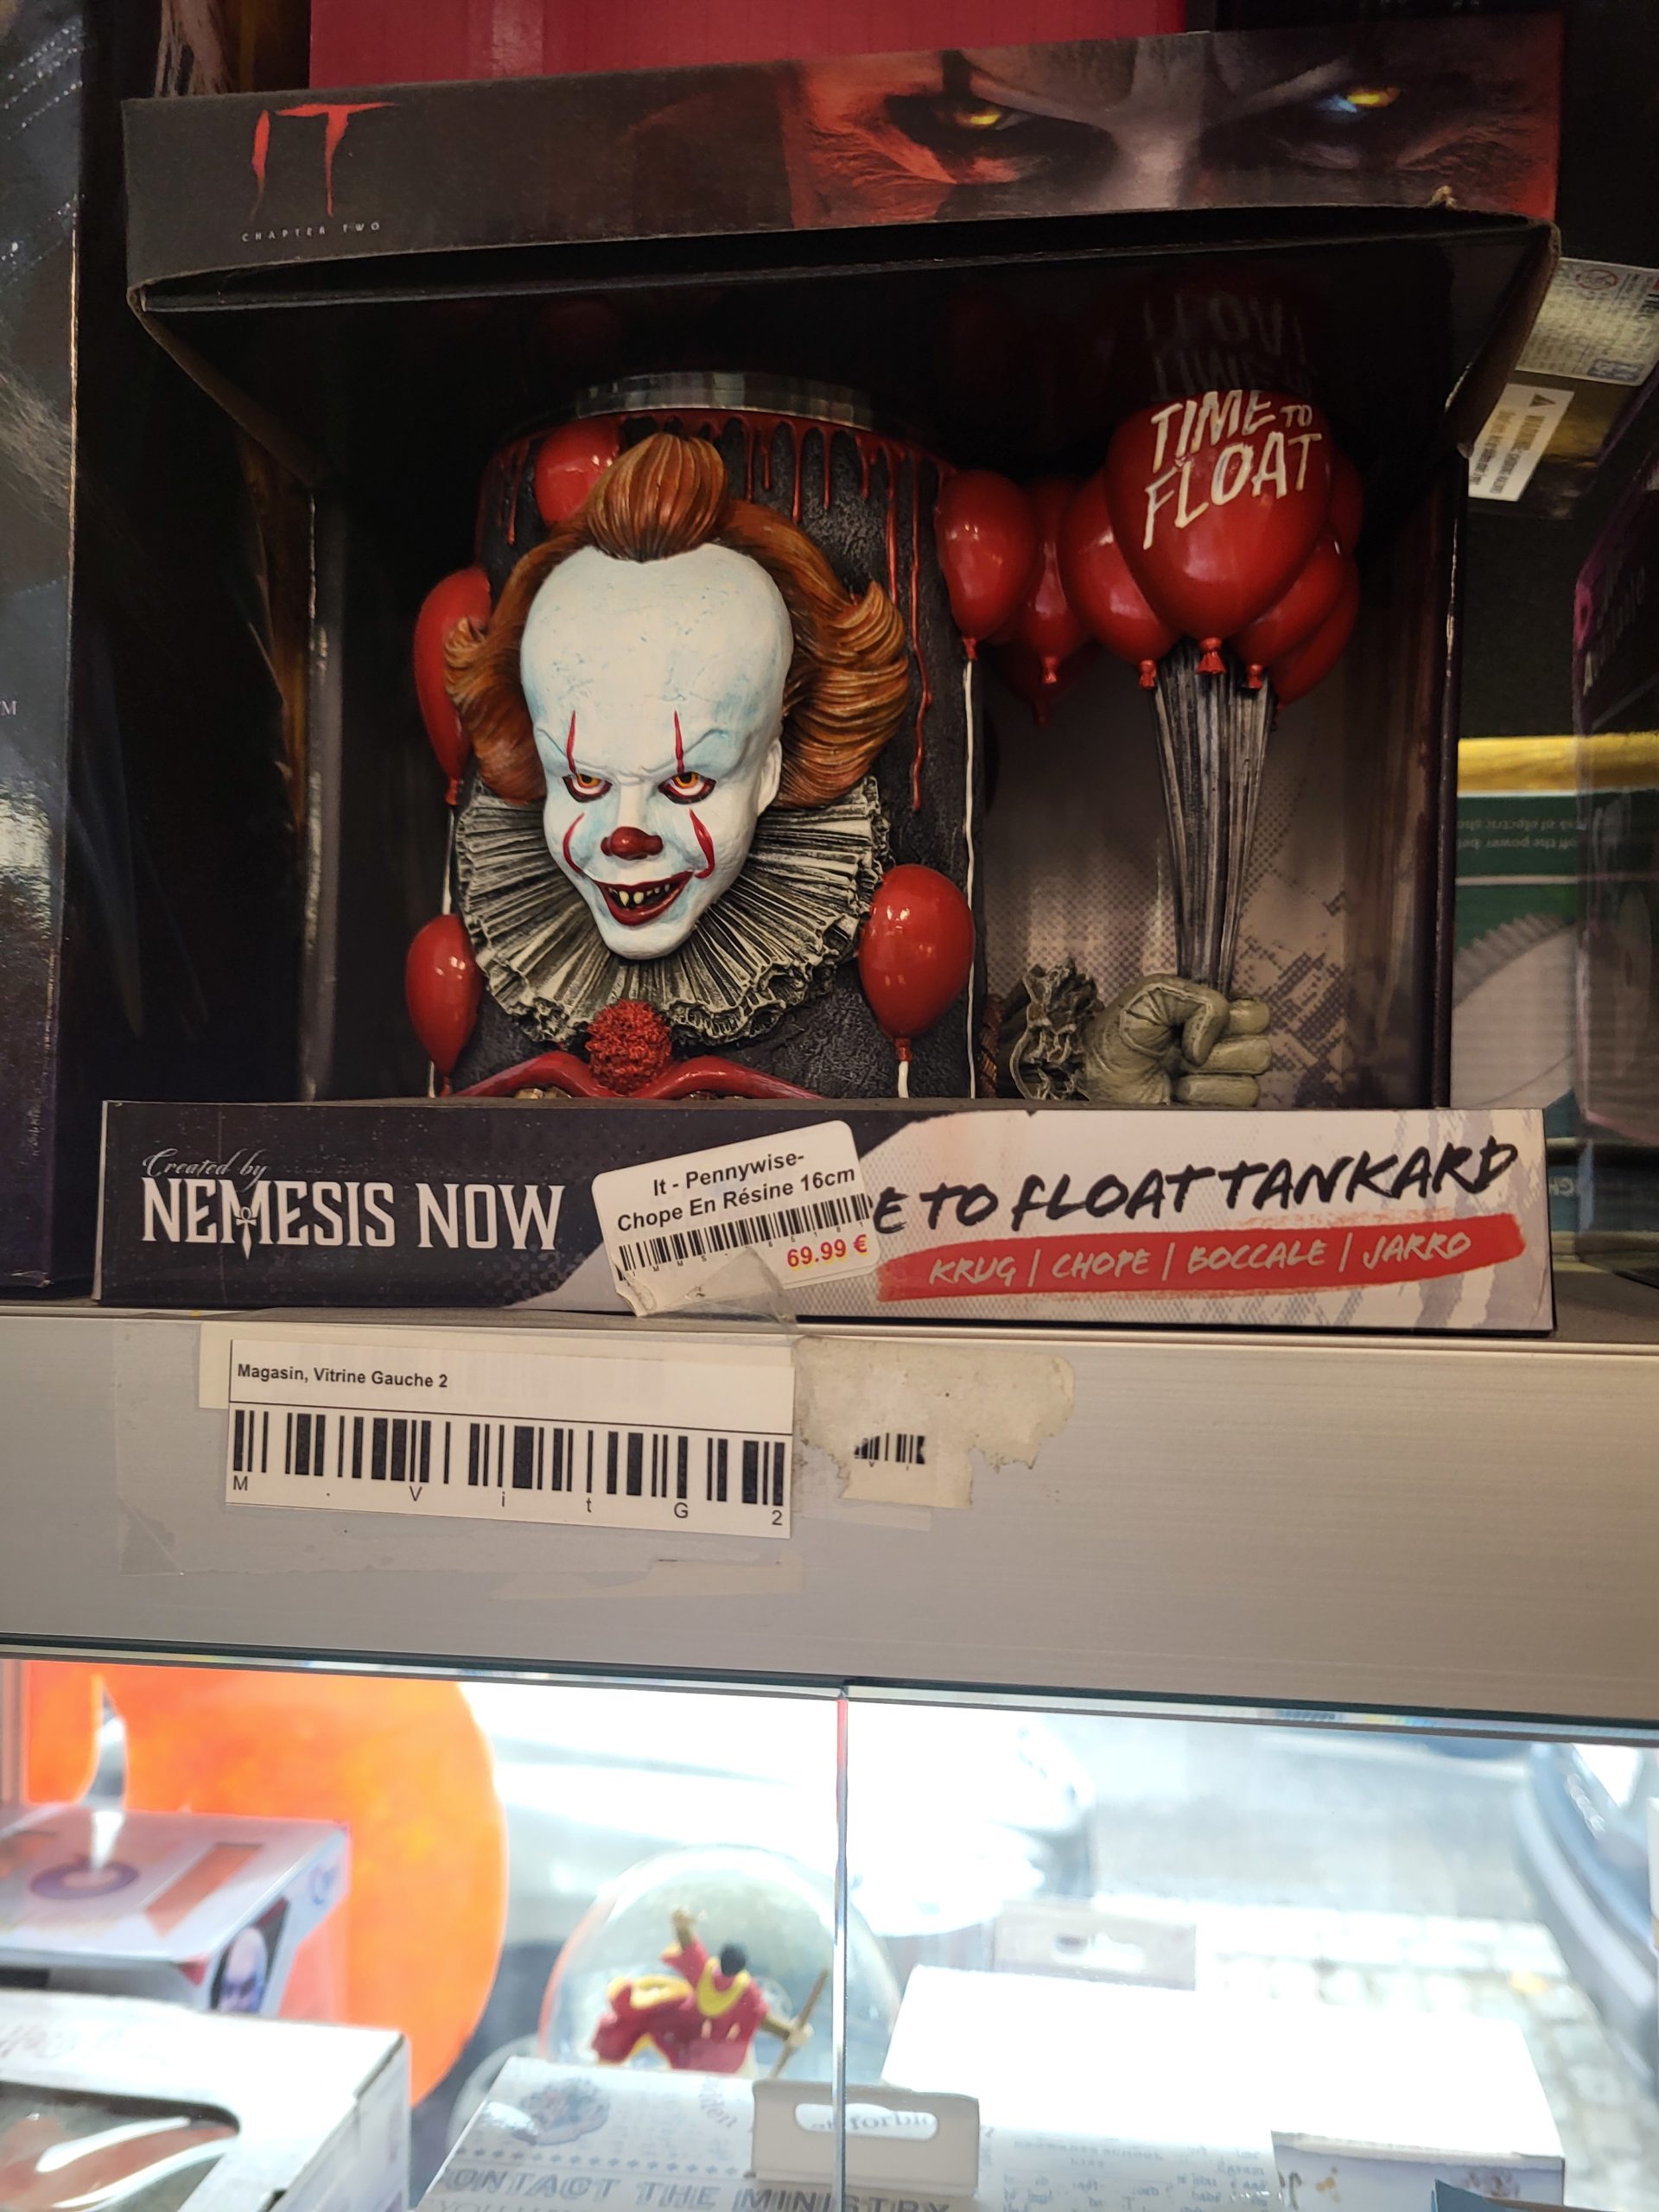 IT
CHAPTER TWO
TIME TO
FLOAT
Created by
NEMESIS NOW
It - Pennywise-
Chope En Résine 16cm
69.99 €
E TO FLOAT TANKARD
KRUG | CHOPE | BOCCALE | JARRO
Magasin, Vitrine Gauche 2
M . V i t G 2
CONTACT THE MINISTRY